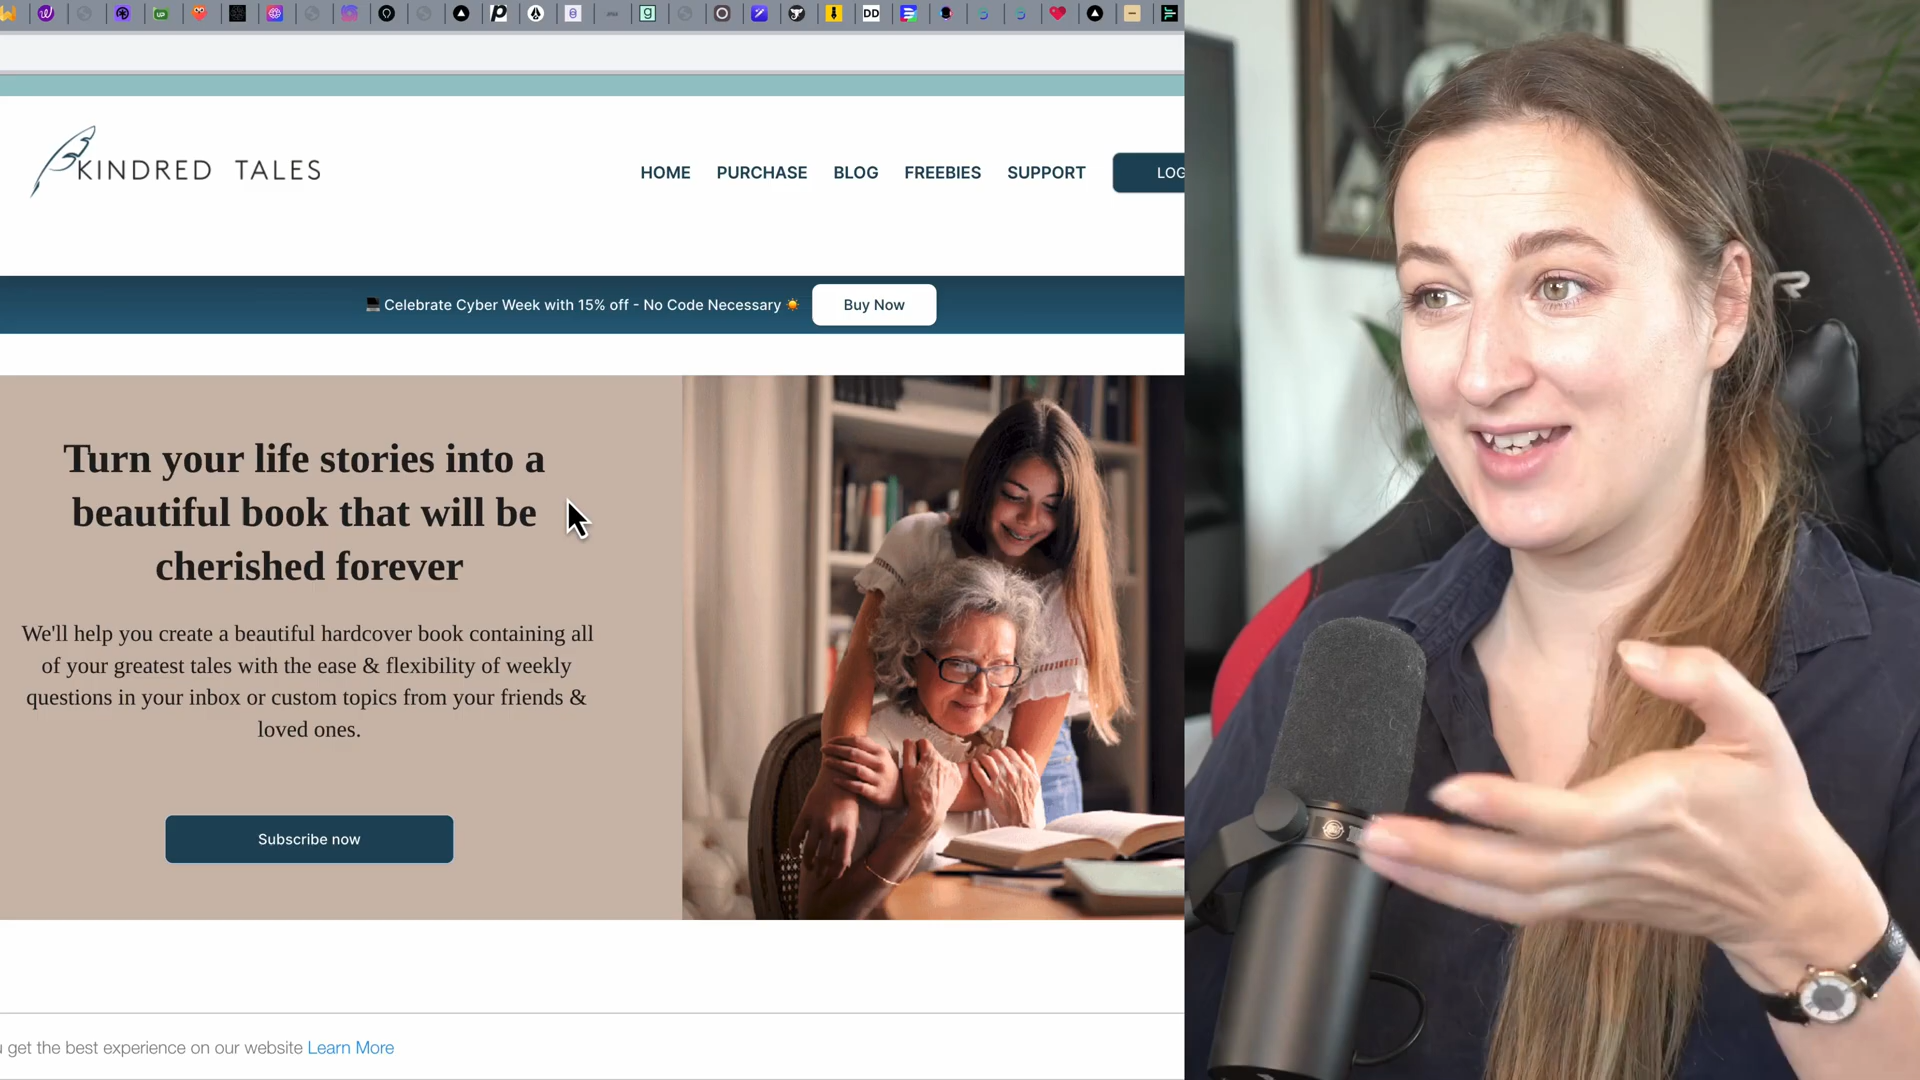 UP
DD
KINDRED TALES
HOME PURCHASE BLOG FREEBIES SUPPORT
LOG
Celebrate Cyber Week with 15% off - No Code Necessary
Buy Now
Turn your life stories into a
beautiful book that will be
cherished forever
We'll help you create a beautiful hardcover book containing all
of your greatest tales with the ease & flexibility of weekly
questions in your inbox or custom topics from your friends &
loved ones.
Subscribe now
get the best experience on our website Learn More